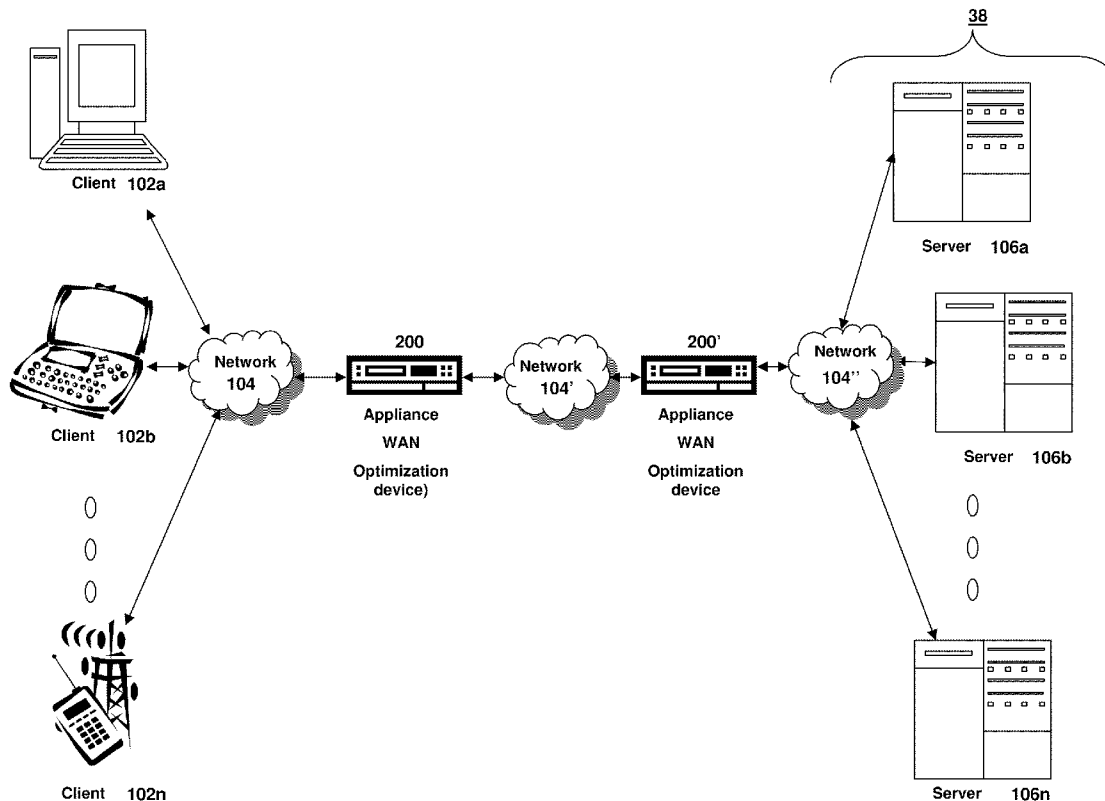 38
Client 102a
Server 106a
Network
104
200
Appliance
WAN
Optimization
device)
Network
104'
200'
Appliance
WAN
Optimization
device
Network
104''
Client 102b
Server 106b
Client 102n
Server 106n